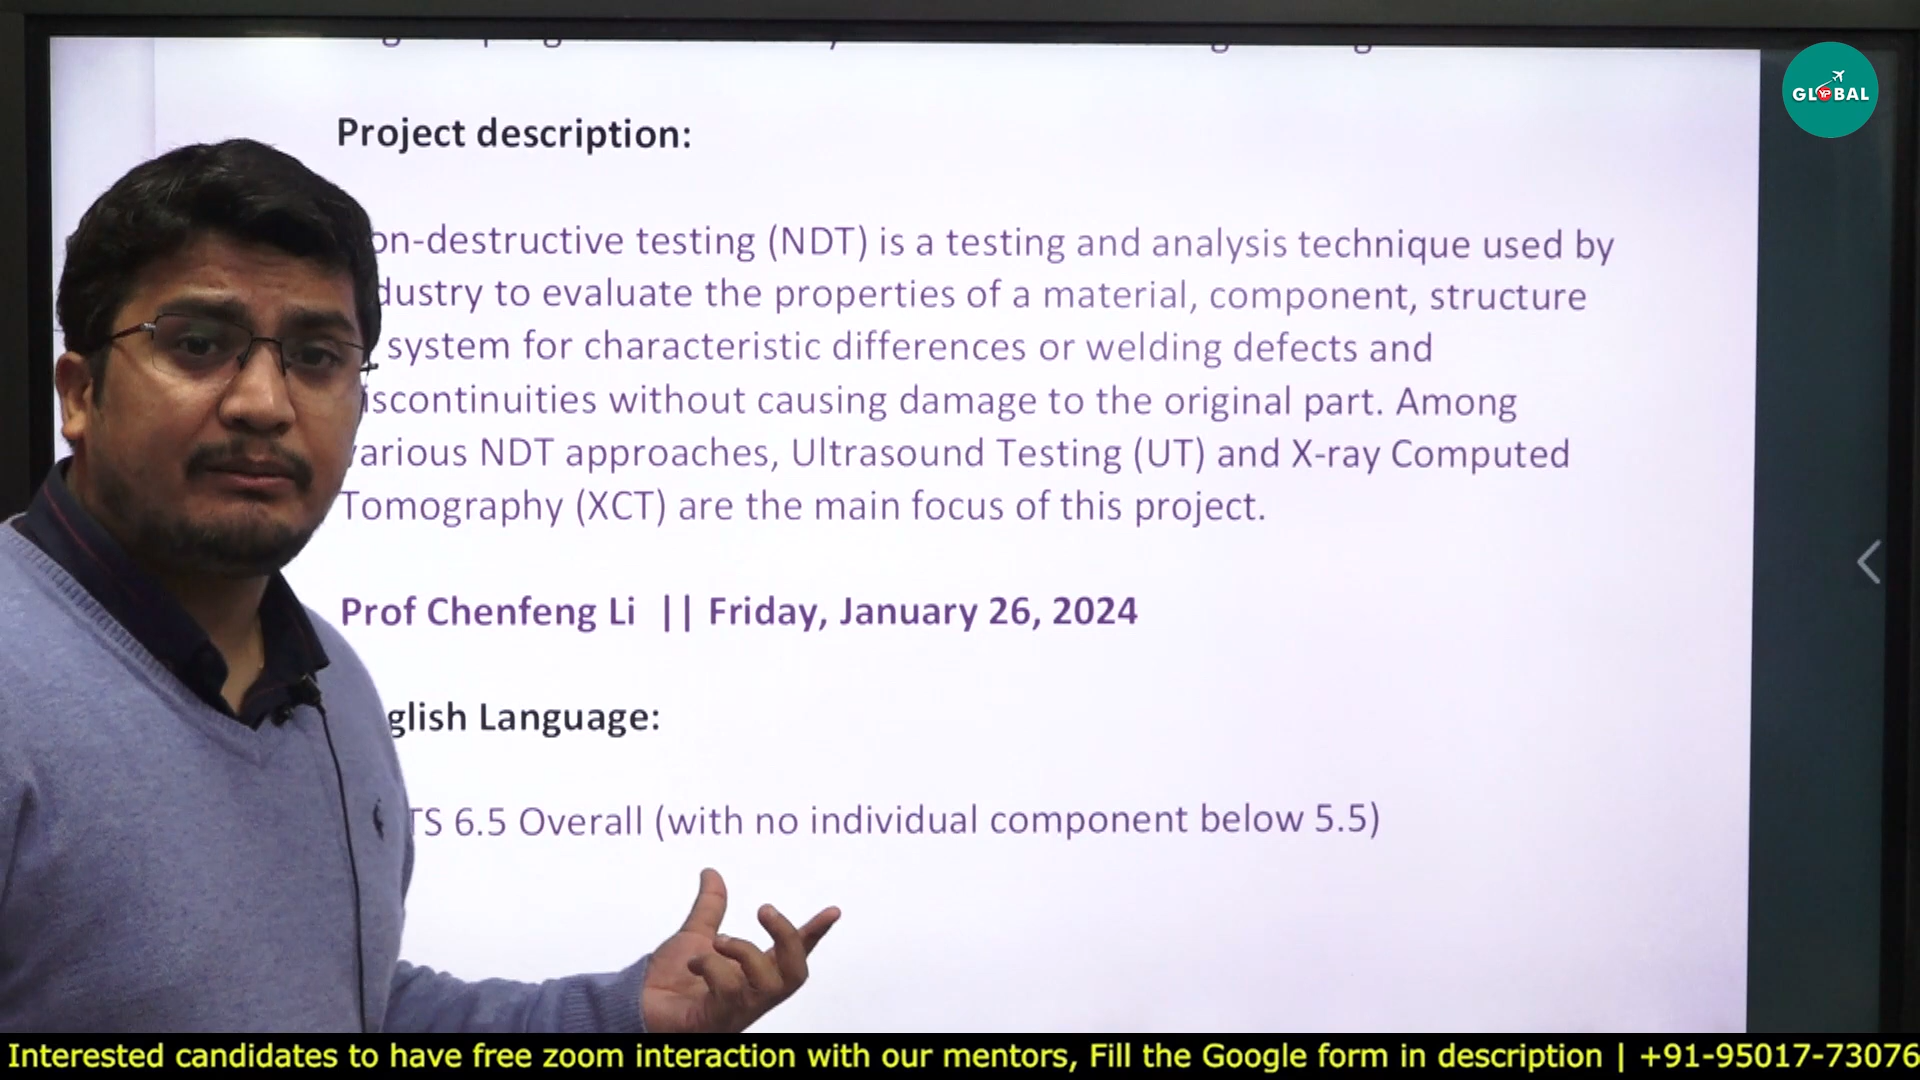 GLOBAL
YP
Project description:
on-destructive testing (NDT) is a testing and analysis technique used by
dustry to evaluate the properties of a material, component, structure
system for characteristic differences or welding defects and
iscontinuities without causing damage to the original part. Among
various NDT approaches, Ultrasound Testing (UT) and X-ray Computed
Tomography (XCT) are the main focus of this project.
Prof Chenfeng Li || Friday, January 26, 2024
glish Language:
TS 6.5 Overall (with no individual component below 5.5)
Interested candidates to have free zoom interaction with our mentors, Fill the Google form in description | +91-95017-73076